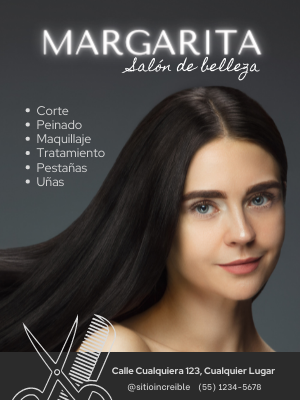 MARGARITA
Salón de belleza
Corte
Peinado
Maquillaje
Tratamiento
Pestañas
Uñas
Calle Cualquiera 123, Cualquier Lugar
@sitioincreible (55) 1234-5678